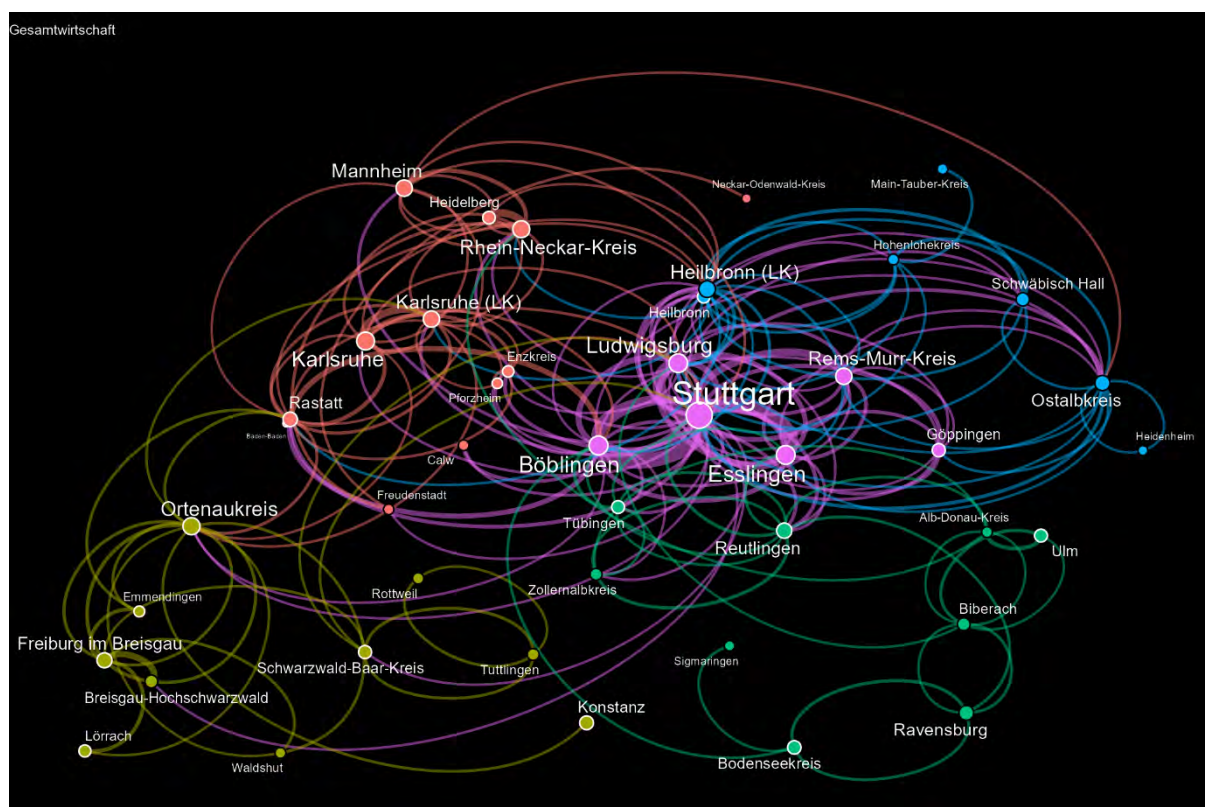 Gesamtwirtschaft
Mannheim
Neckar-Odenwald-Kreis
Main-Tauber-Kreis
Heidelberg
Rhein-Neckar-Kreis
Hohenlohekreis
Heilbronn (LK)
Schwäbisch Hall
Karlsruhe (LK)
Heilbronn
Ludwigsburg
Karlsruhe
Enzkreis
Rems-Murr-Kreis
Stuttgart
Pforzheim
Rastatt
Ostalbkreis
Baden-Baden
Göppingen
Heidenheim
Calw
Böblingen
Esslingen
Freudenstadt
Ortenaukreis
Tübingen
Alb-Donau-Kreis
Reutlingen
Ulm
Zollernalbkreis
Rottweil
Emmendingen
Biberach
Freiburg im Breisgau
Schwarzwald-Baar-Kreis
Tuttlingen
Sigmaringen
Breisgau-Hochschwarzwald
Konstanz
Ravensburg
Lörrach
Waldshut
Bodenseekreis